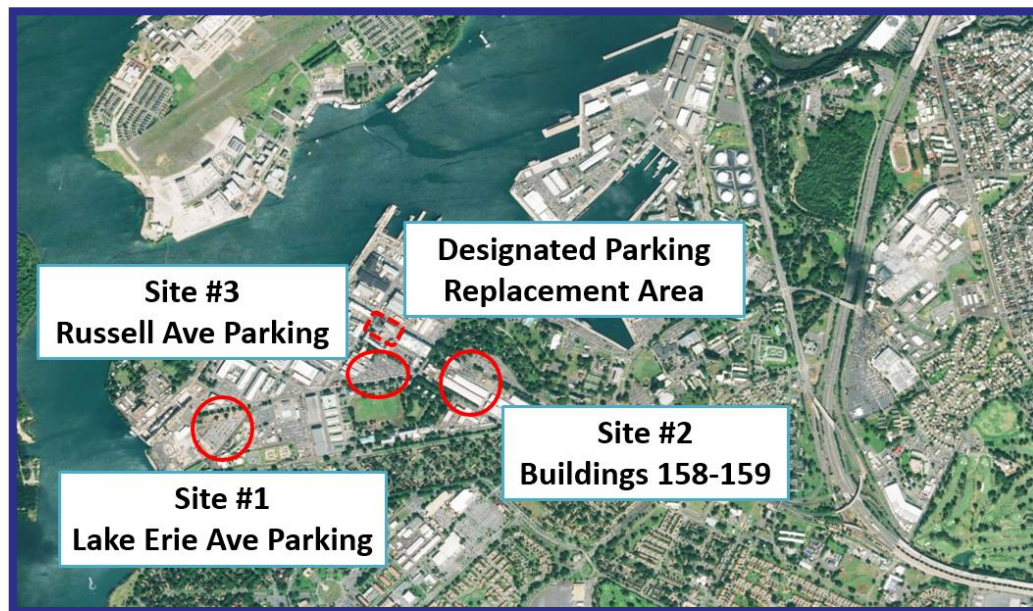 Designated Parking
Replacement Area
Site #3
Russell Ave Parking
Site #2
Buildings 158-159
Site #1
Lake Erie Ave Parking